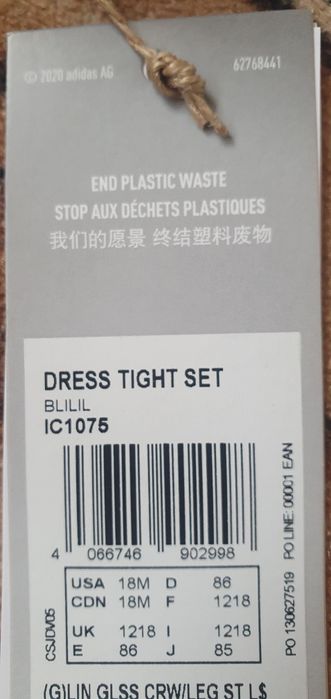 © 2020 adidas AG 62768441
END PLASTIC WASTE
STOP AUX DÉCHETS PLASTIQUES
我们的愿景 终结塑料废物
DRESS TIGHT SET
BLILIL
IC1075
4 066746 902998
USA 18M D 86
CDN 18M F 1218
UK 1218 I 1218
E 86 J 85
CSJDV05
PO 130627519 PO LINE: 00001 EAN
(G)LIN GLSS CRW/LEG ST L$